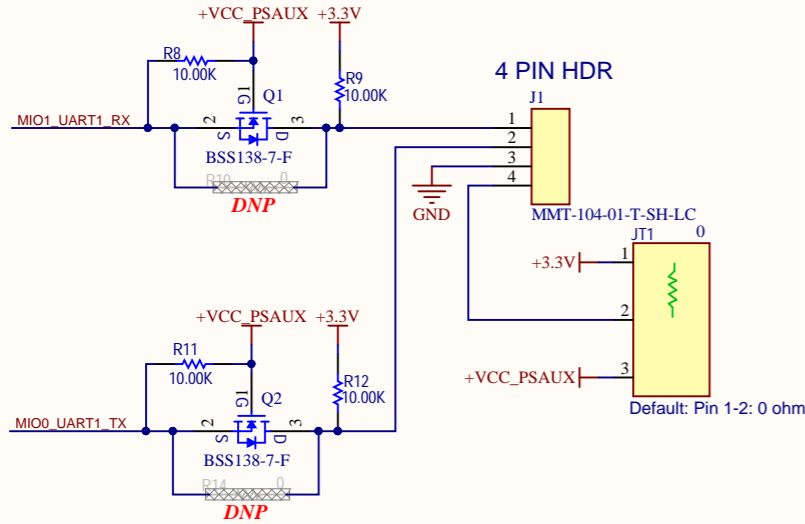 +VCC_PSAUX +3.3V
R8
10.00K
R9
10.00K
1G
Q1
MIO1_UART1_RX
2
S
D
3
BSS138-7-F
R10
0
DNP
4 PIN HDR
J1
1
2
3
4
GND
MMT-104-01-T-SH-LC
JT1
0
+3.3V
1
2
+VCC_PSAUX
3
Default: Pin 1-2: 0 ohm
+VCC_PSAUX +3.3V
R11
10.00K
R12
10.00K
1G
Q2
MIO0_UART1_TX
2
S
D
3
BSS138-7-F
R14
0
DNP